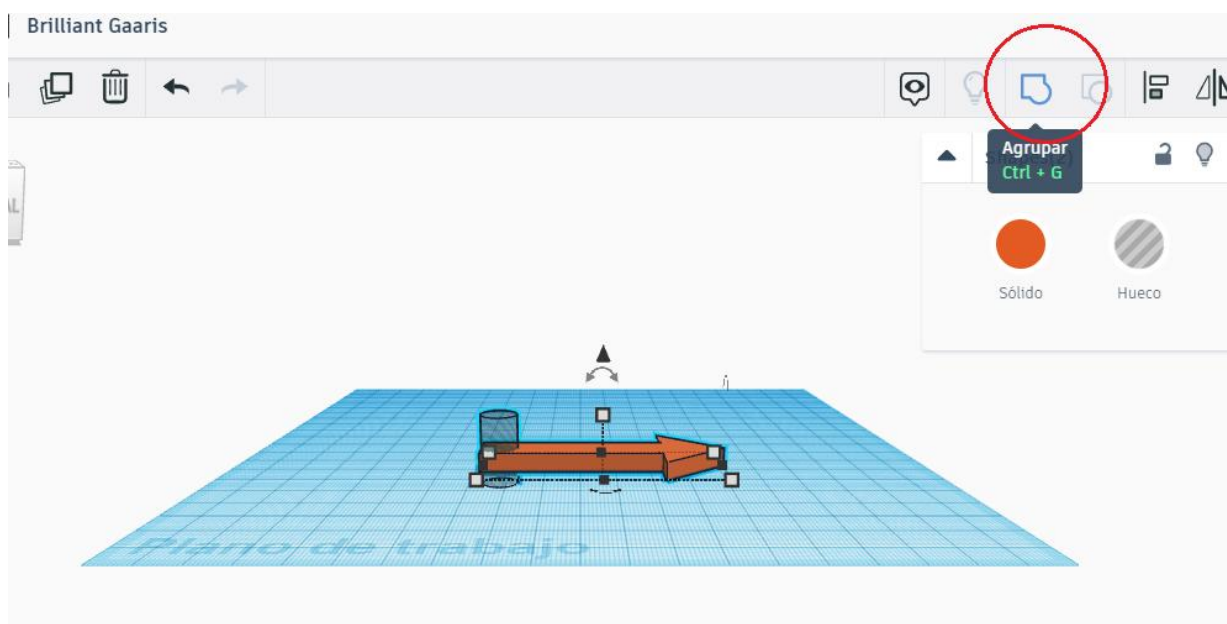 Brilliant Gaaris
Agrupar
Ctrl + G
Sólido
Hueco
Plano de trabajo